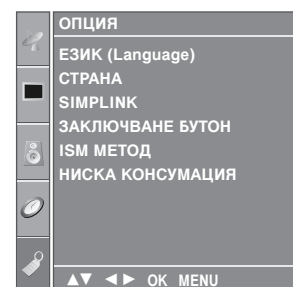 ОПЦИЯ
ЕЗИК (Language)
СТРАНА
SIMPLINK
ЗАКЛЮЧВАНЕ БУТОН
ISM МЕТОД
НИСКА КОНСУМАЦИЯ
▲▼ ◄► OK MENU